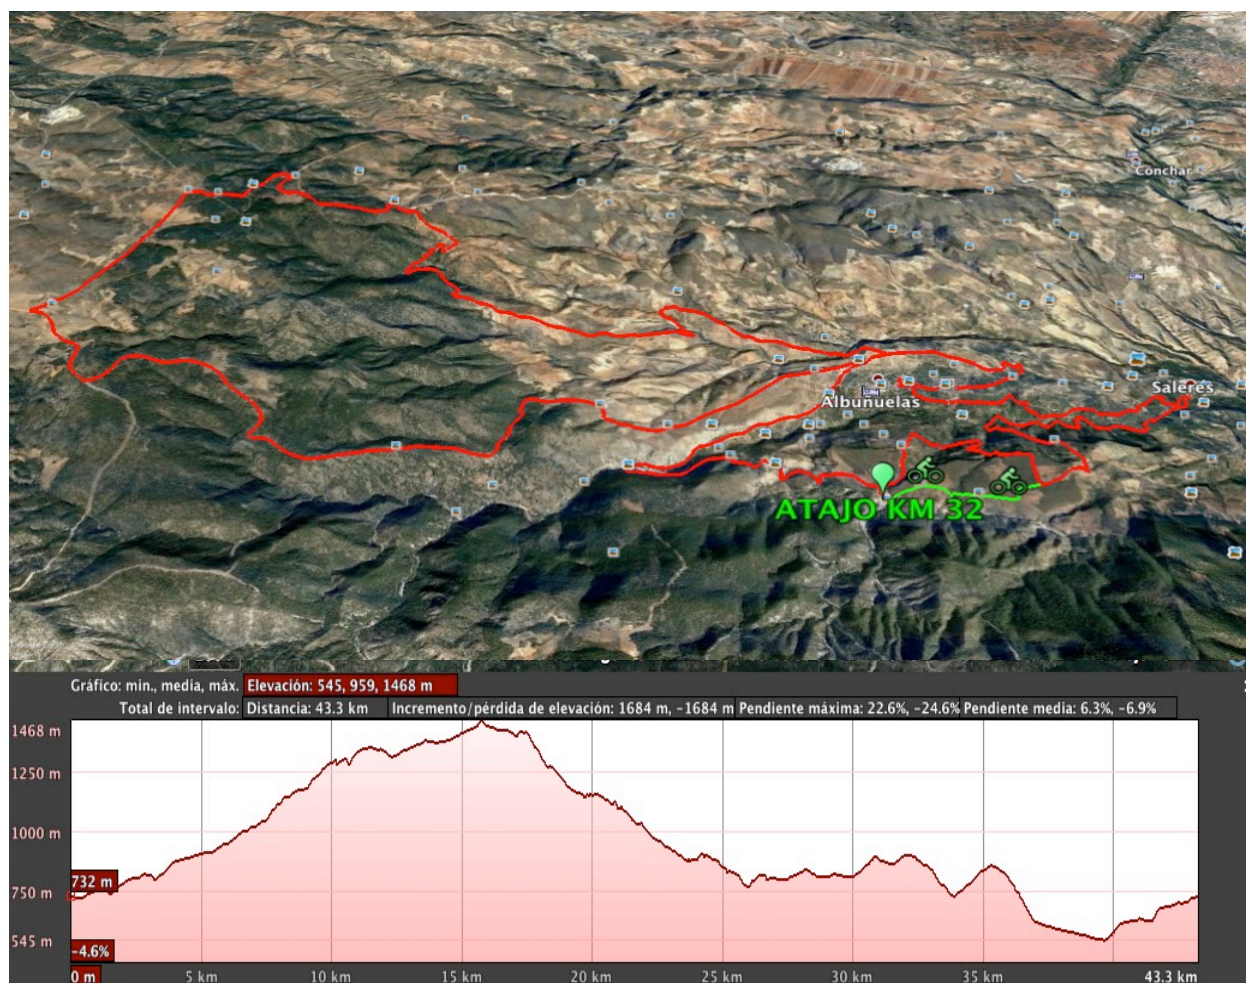 Conchar
Saleres
Albuñuelas
ATAJO KM 32
Gráfico: min., media, máx. Elevación: 545, 959, 1468 m
Total de intervalo: Distancia: 43.3 km Incremento/pérdida de elevación: 1684 m, -1684 m Pendiente máxima: 22.6%, -24.6% Pendiente media: 6.3%, -6.9%
1468 m
1250 m
1000 m
732 m
750 m
545 m
-4.6%
0 m 5 km 10 km 15 km 20 km 25 km 30 km 35 km 43.3 km